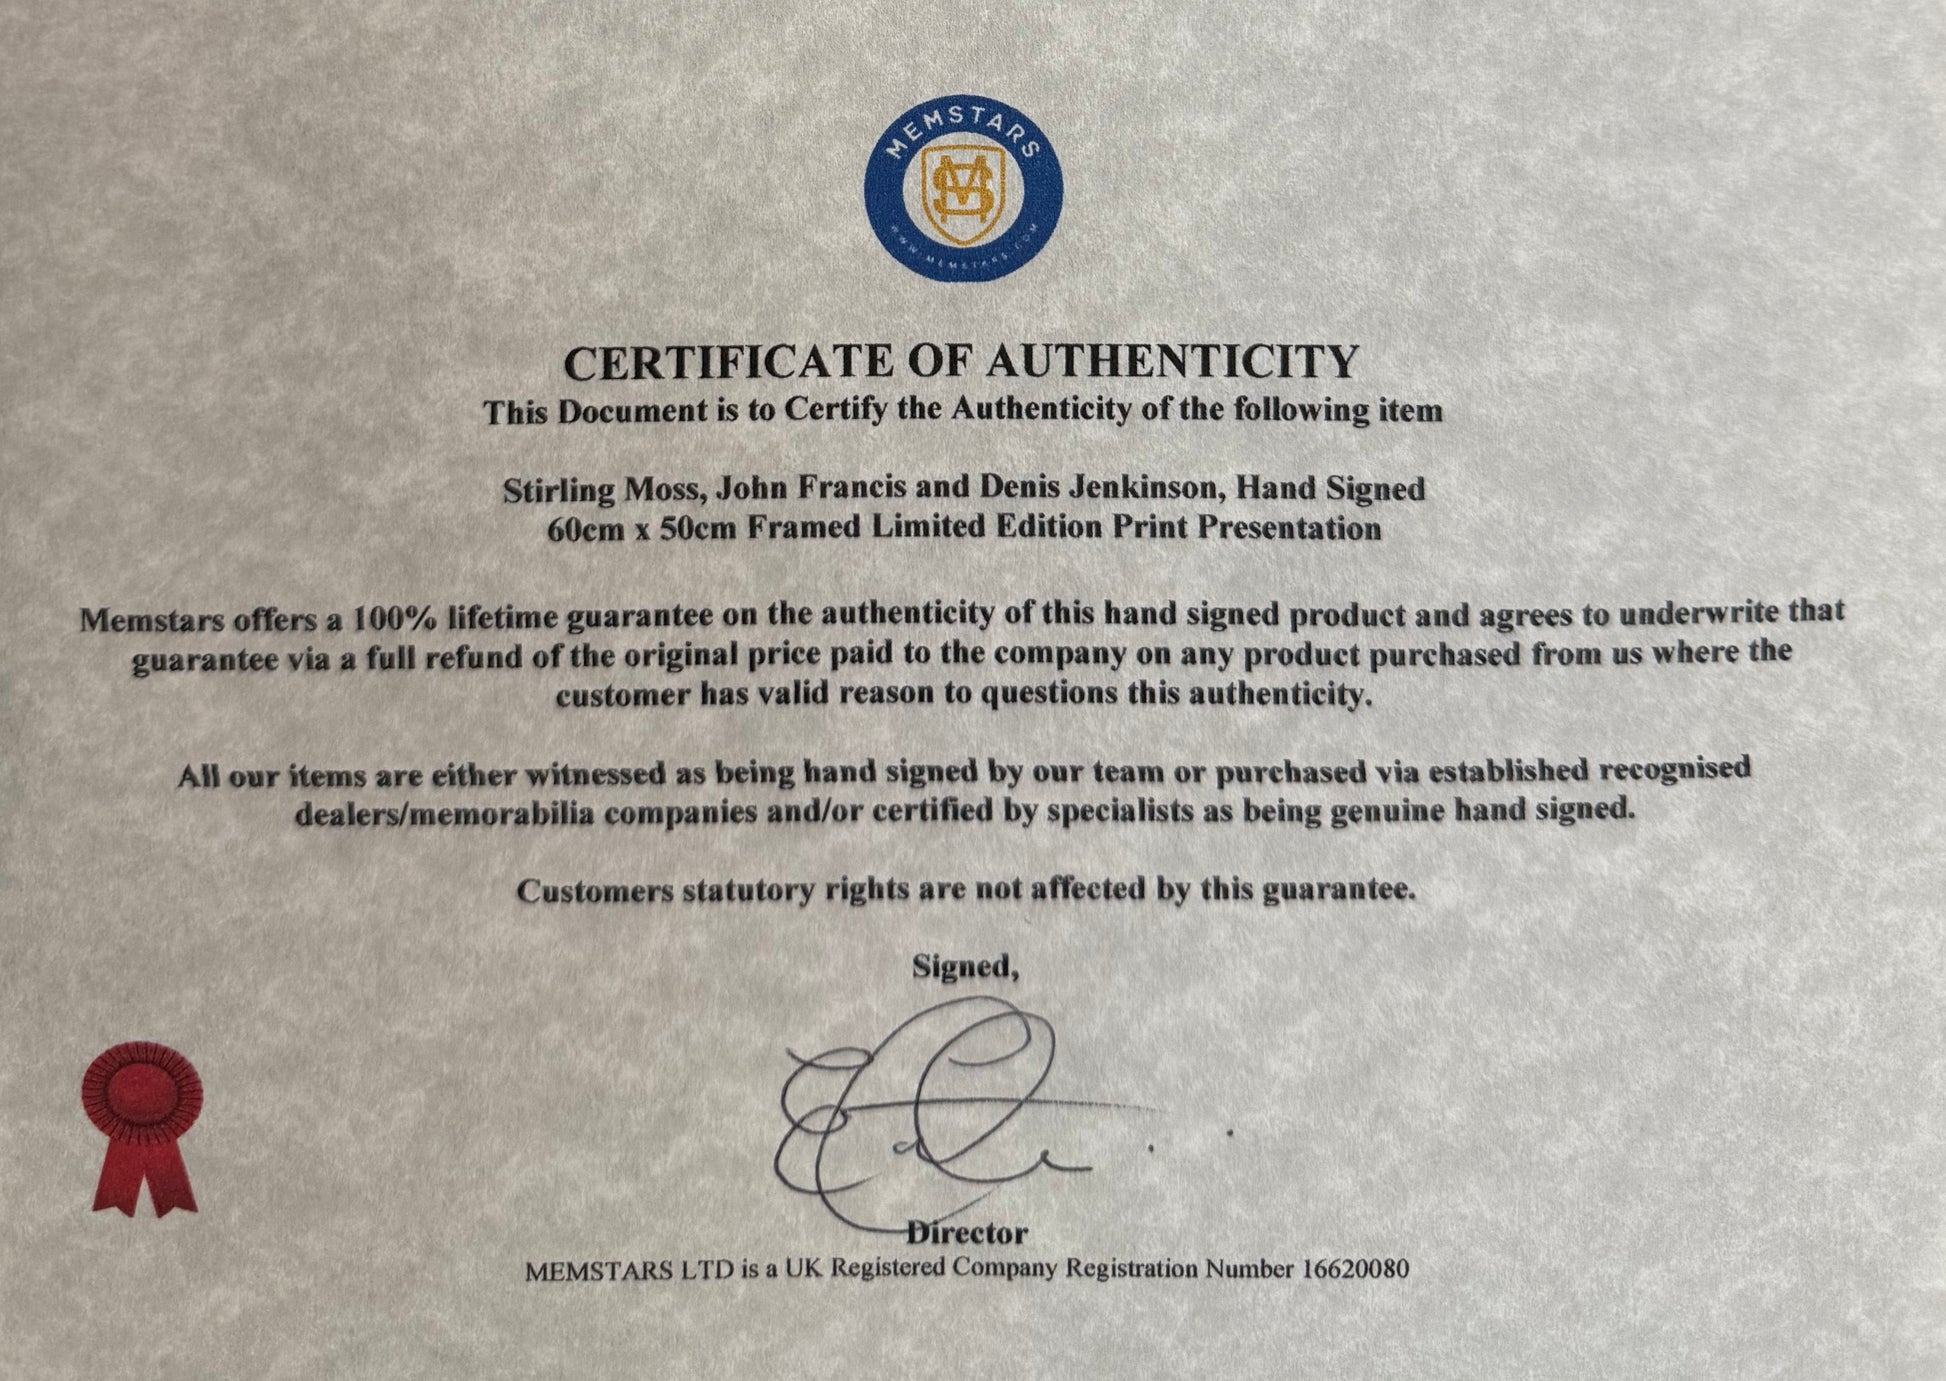 MEMSTARS
WWW.MEMSTARS.COM
CERTIFICATE OF AUTHENTICITY
This Document is to Certify the Authenticity of the following item
Stirling Moss, John Francis and Denis Jenkinson, Hand Signed
60cm x 50cm Framed Limited Edition Print Presentation
Memstars offers a 100% lifetime guarantee on the authenticity of this hand signed product and agrees to underwrite that
guarantee via a full refund of the original price paid to the company on any product purchased from us where the
customer has valid reason to questions this authenticity.
All our items are either witnessed as being hand signed by our team or purchased via established recognised
dealers/memorabilia companies and/or certified by specialists as being genuine hand signed.
Customers statutory rights are not affected by this guarantee.
Signed,
Director
MEMSTARS LTD is a UK Registered Company Registration Number 16620080